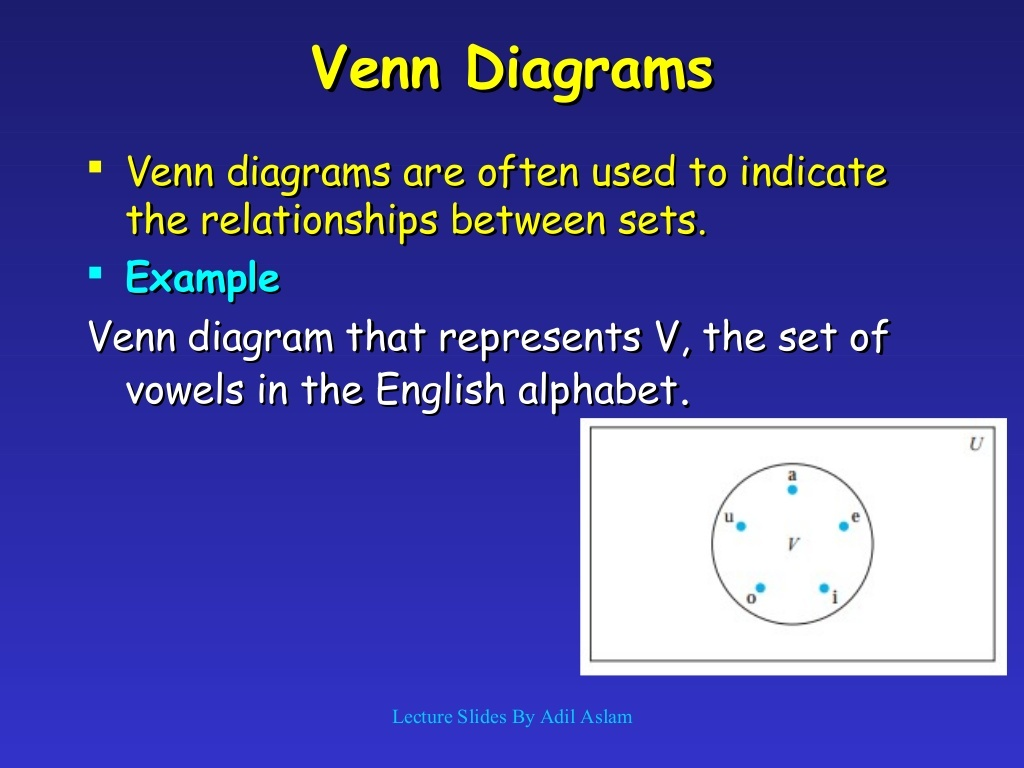 Venn Diagrams
▪ Venn diagrams are often used to indicate
the relationships between sets.
▪ Example
Venn diagram that represents V, the set of
vowels in the English alphabet.
U
a
u
e
V
o
i
Lecture Slides By Adil Aslam